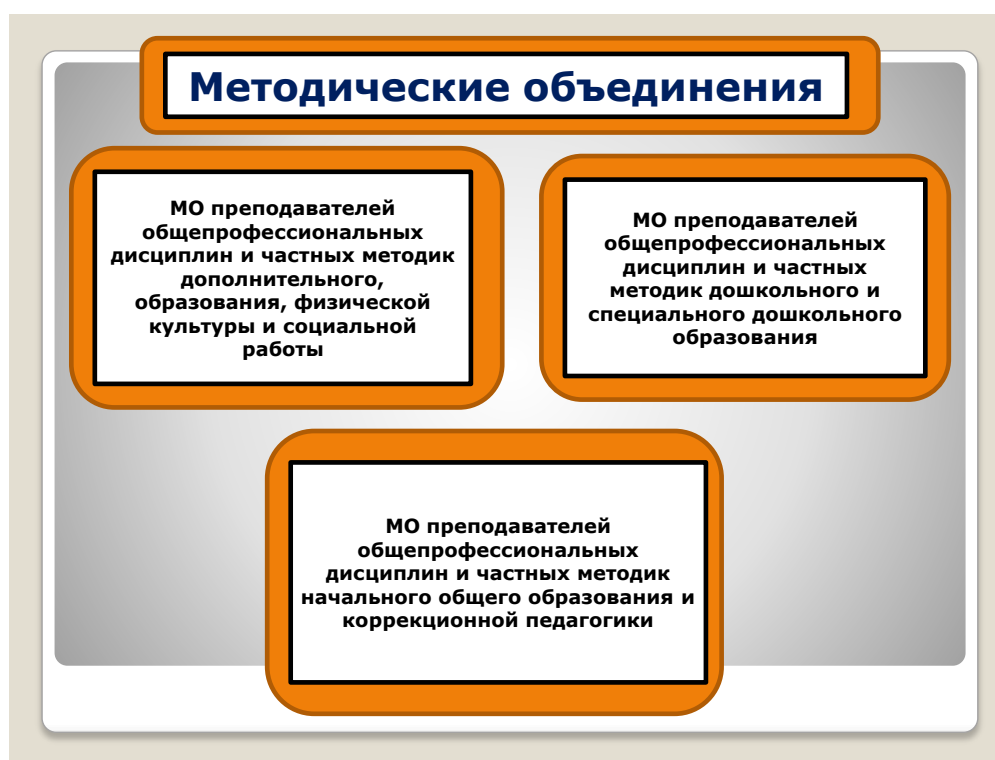 Методические объединения
МО преподавателей
общепрофессиональных
дисциплин и частных методик
дополнительного,
образования, физической
культуры и социальной
работы
МО преподавателей
общепрофессиональных
дисциплин и частных
методик дошкольного и
специального дошкольного
образования
МО преподавателей
общепрофессиональных
дисциплин и частных методик
начального общего образования и
коррекционной педагогики